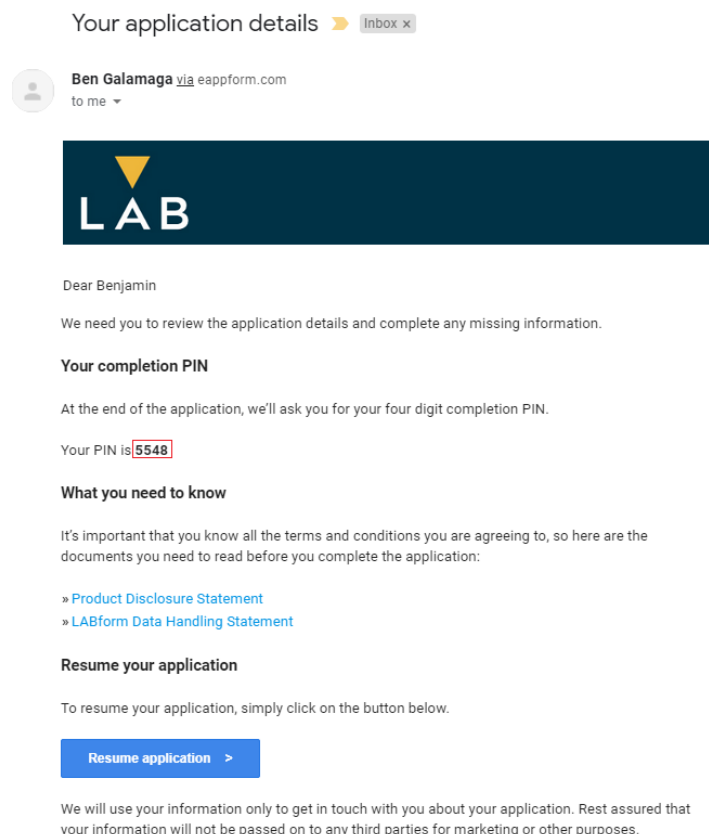 Your application details Inbox x
Ben Galamaga via eappform.com
to me
LAB
Dear Benjamin
We need you to review the application details and complete any missing information.
Your completion PIN
At the end of the application, we'll ask you for your four digit completion PIN.
Your PIN is 5548
What you need to know
It's important that you know all the terms and conditions you are agreeing to, so here are the
documents you need to read before you complete the application:
» Product Disclosure Statement
» LABform Data Handling Statement
Resume your application
To resume your application, simply click on the button below.
Resume application >
We will use your information only to get in touch with you about your application. Rest assured that
your information will not be passed on to any third parties for marketing or other purposes.